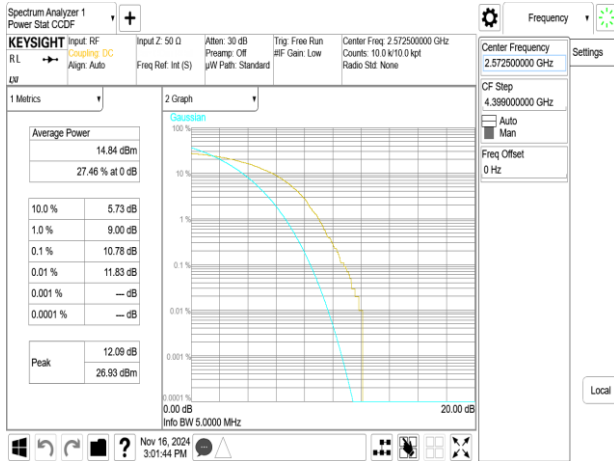 Spectrum Analyzer 1
Power Stat CCDF
+
Frequency
KEYSIGHT
RL
LXI
Input: RF
Coupling: DC
Align: Auto
Input Z: 50 Ω
Freq Ref: Int (S)
Atten: 30 dB
Preamp: Off
µW Path: Standard
Trig: Free Run
#IF Gain: Low
Center Freq: 2.572500000 GHz
Counts: 10.0 k/10.0 kpt
Radio Std: None
Center Frequency
2.572500000 GHz
Settings
CF Step
4.399000000 GHz
Auto
Man
Freq Offset
0 Hz
1 Metrics
Average Power
14.84 dBm
27.46 % at 0 dB
10.0 % 5.73 dB
1.0 % 9.00 dB
0.1 % 10.78 dB
0.01 % 11.83 dB
0.001 % --- dB
0.0001 % --- dB
Peak
12.09 dB
26.93 dBm
2 Graph
Gaussian
100 %
10 %
1 %
0.1 %
0.01 %
0.001 %
0.0001 %
0.00 dB 20.00 dB
Info BW 5.0000 MHz
Local
?
Nov 16, 2024
3:01:44 PM